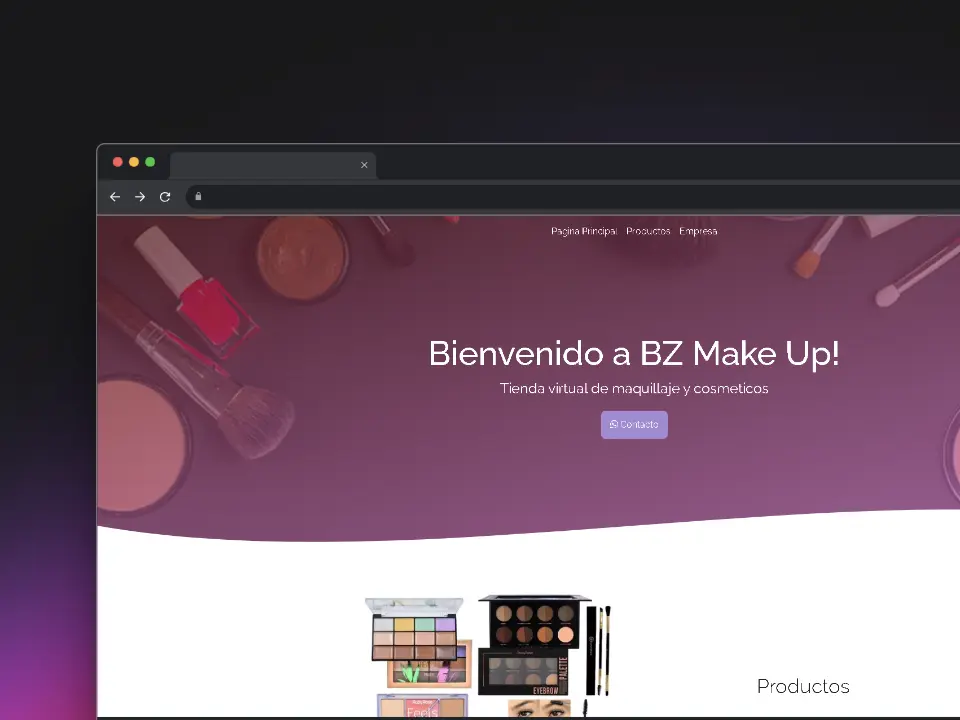 Pagina Principal Productos Empresa
Bienvenido a BZ Make Up!
Tienda virtual de maquillaje y cosmeticos
Contacto
PALETTE
EYEBROW
Feels
Productos